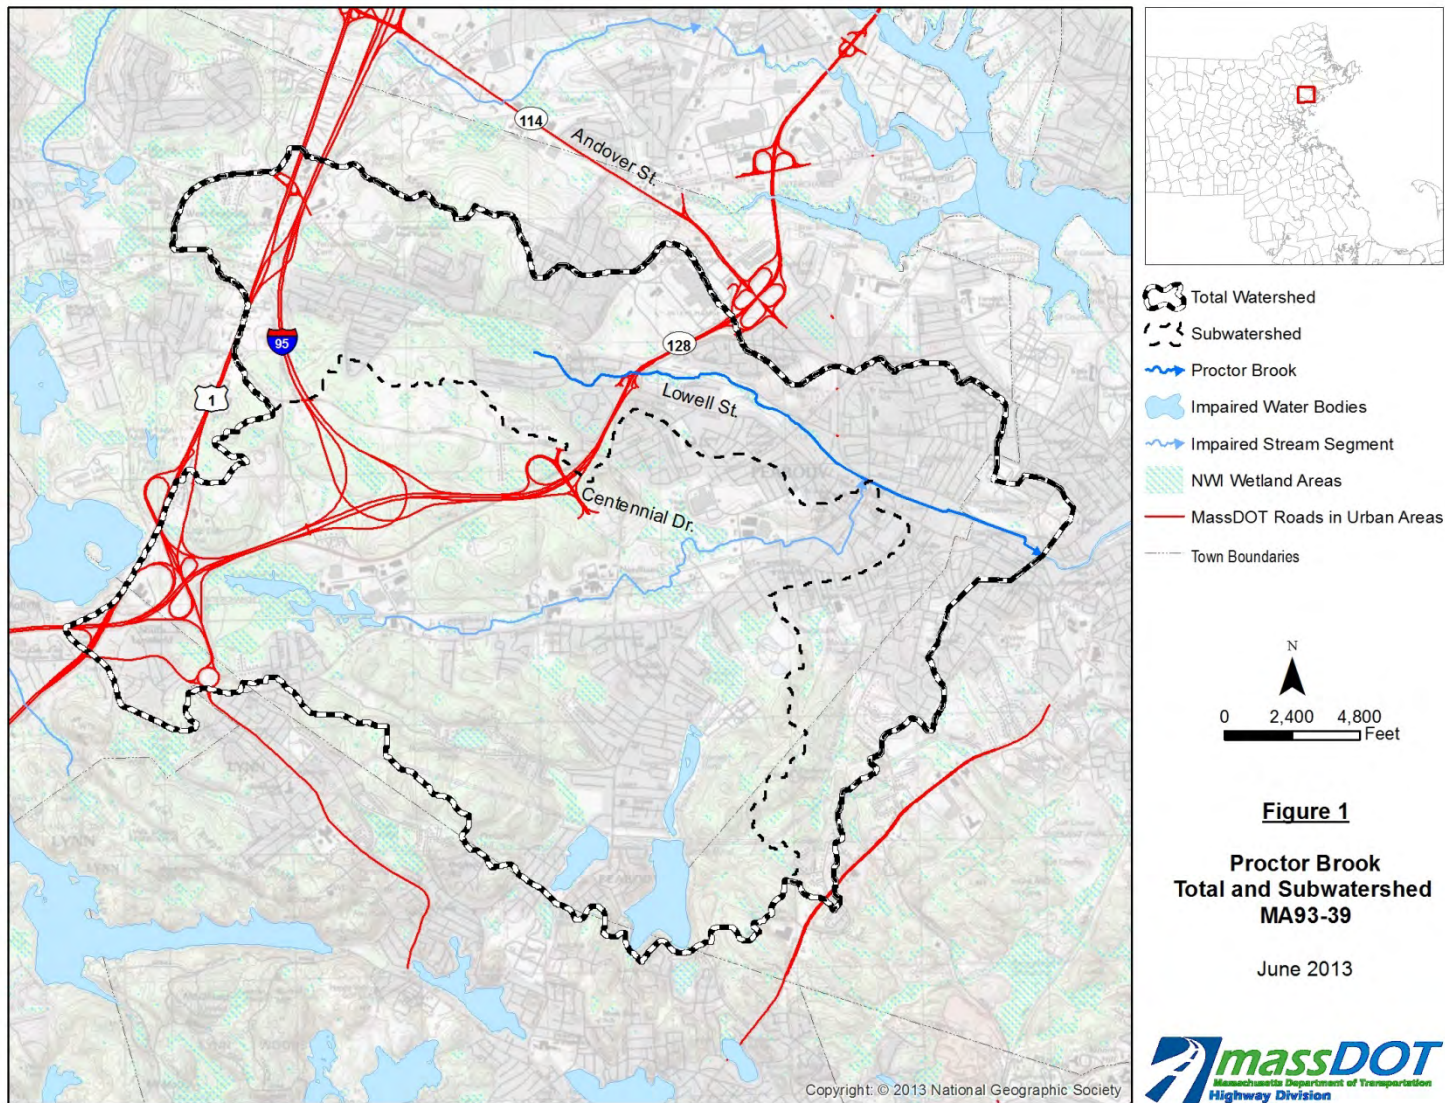 114
Andover St.
95
128
1
Lowell St.
Centennial Dr.
PEABODY
LYNN
LYNN
Copyright: © 2013 National Geographic Society
Total Watershed
Subwatershed
Proctor Brook
Impaired Water Bodies
Impaired Stream Segment
NWI Wetland Areas
MassDOT Roads in Urban Areas
Town Boundaries
N
0 2,400 4,800
Feet
Figure 1
Proctor Brook
Total and Subwatershed
MA93-39
June 2013
massDOT
Massachusetts Department of Transportation
Highway Division